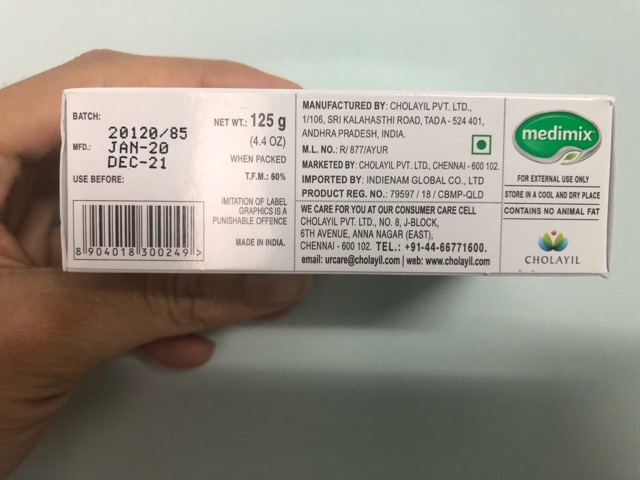 BATCH:
20120/85
MFD.: JAN-20
DEC-21
USE BEFORE:
8 904018 300249 >
NET WT.: 125 g
(4.4 OZ)
WHEN PACKED
T.F.M.: 60%
IMITATION OF LABEL
GRAPHICS IS A
PUNISHABLE OFFENCE
MADE IN INDIA.
MANUFACTURED BY: CHOLAYIL PVT. LTD.,
1/106, SRI KALAHASTHI ROAD, TADA - 524 401,
ANDHRA PRADESH, INDIA.
M.L. NO.: R/ 877/AYUR
MARKETED BY: CHOLAYIL PVT. LTD., CHENNAI - 600 102.
IMPORTED BY: INDIENAM GLOBAL CO., LTD
PRODUCT REG. NO.: 79597 / 18 / CBMP-QLD
WE CARE FOR YOU AT OUR CONSUMER CARE CELL
CHOLAYIL PVT. LTD., NO. 8, J-BLOCK,
6TH AVENUE, ANNA NAGAR (EAST),
CHENNAI - 600 102. TEL.: +91-44-66771600.
email: urcare@cholayil.com | web: www.cholayil.com
medimix
FOR EXTERNAL USE ONLY
STORE IN A COOL AND DRY PLACE
CONTAINS NO ANIMAL FAT
CHOLAYIL